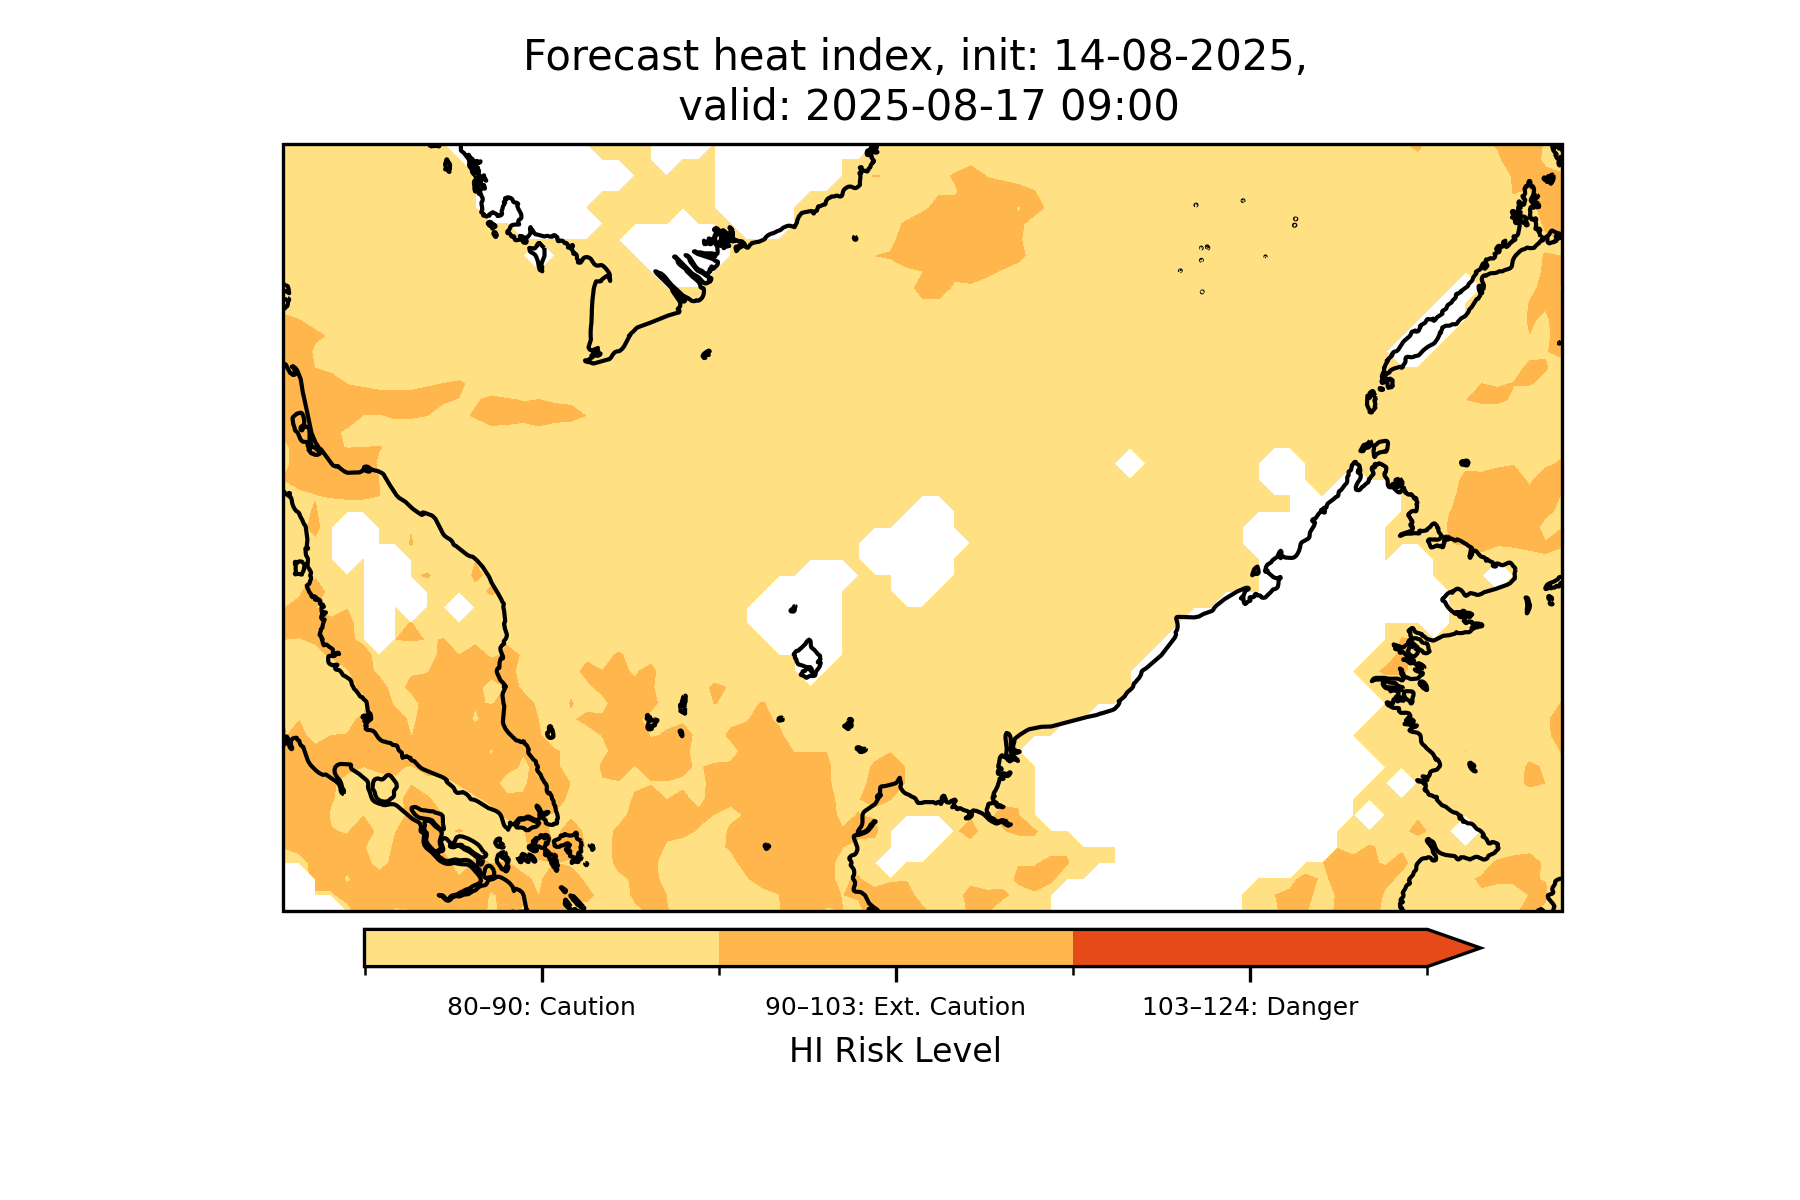 Forecast heat index, init: 14-08-2025,
valid: 2025-08-17 09:00
80–90: Caution
90–103: Ext. Caution
103–124: Danger
HI Risk Level